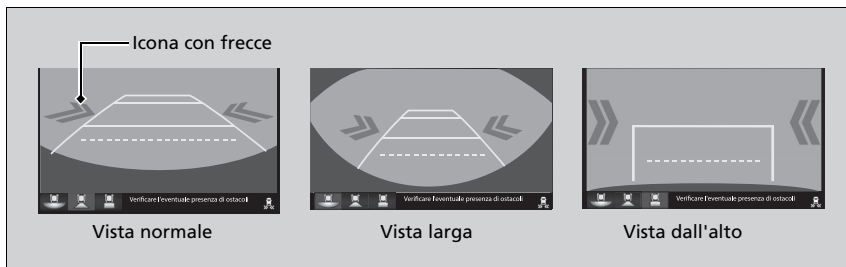 Icona con frecce
Verificare l'eventuale presenza di ostacoli
Verificare l'eventuale presenza di ostacoli
Verificare l'eventuale presenza di ostacoli
Vista normale
Vista larga
Vista dall'alto